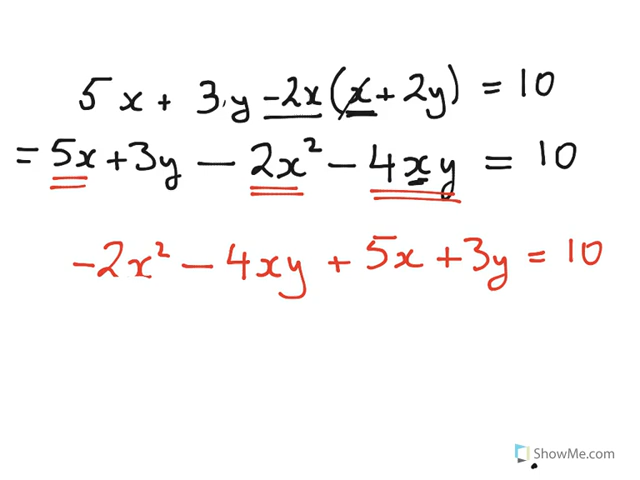 5x + 3y - 2x(x + 2y) = 10
= 5x + 3y - 2x² - 4xy = 10
-2x² - 4xy + 5x + 3y = 10
ShowMe.com